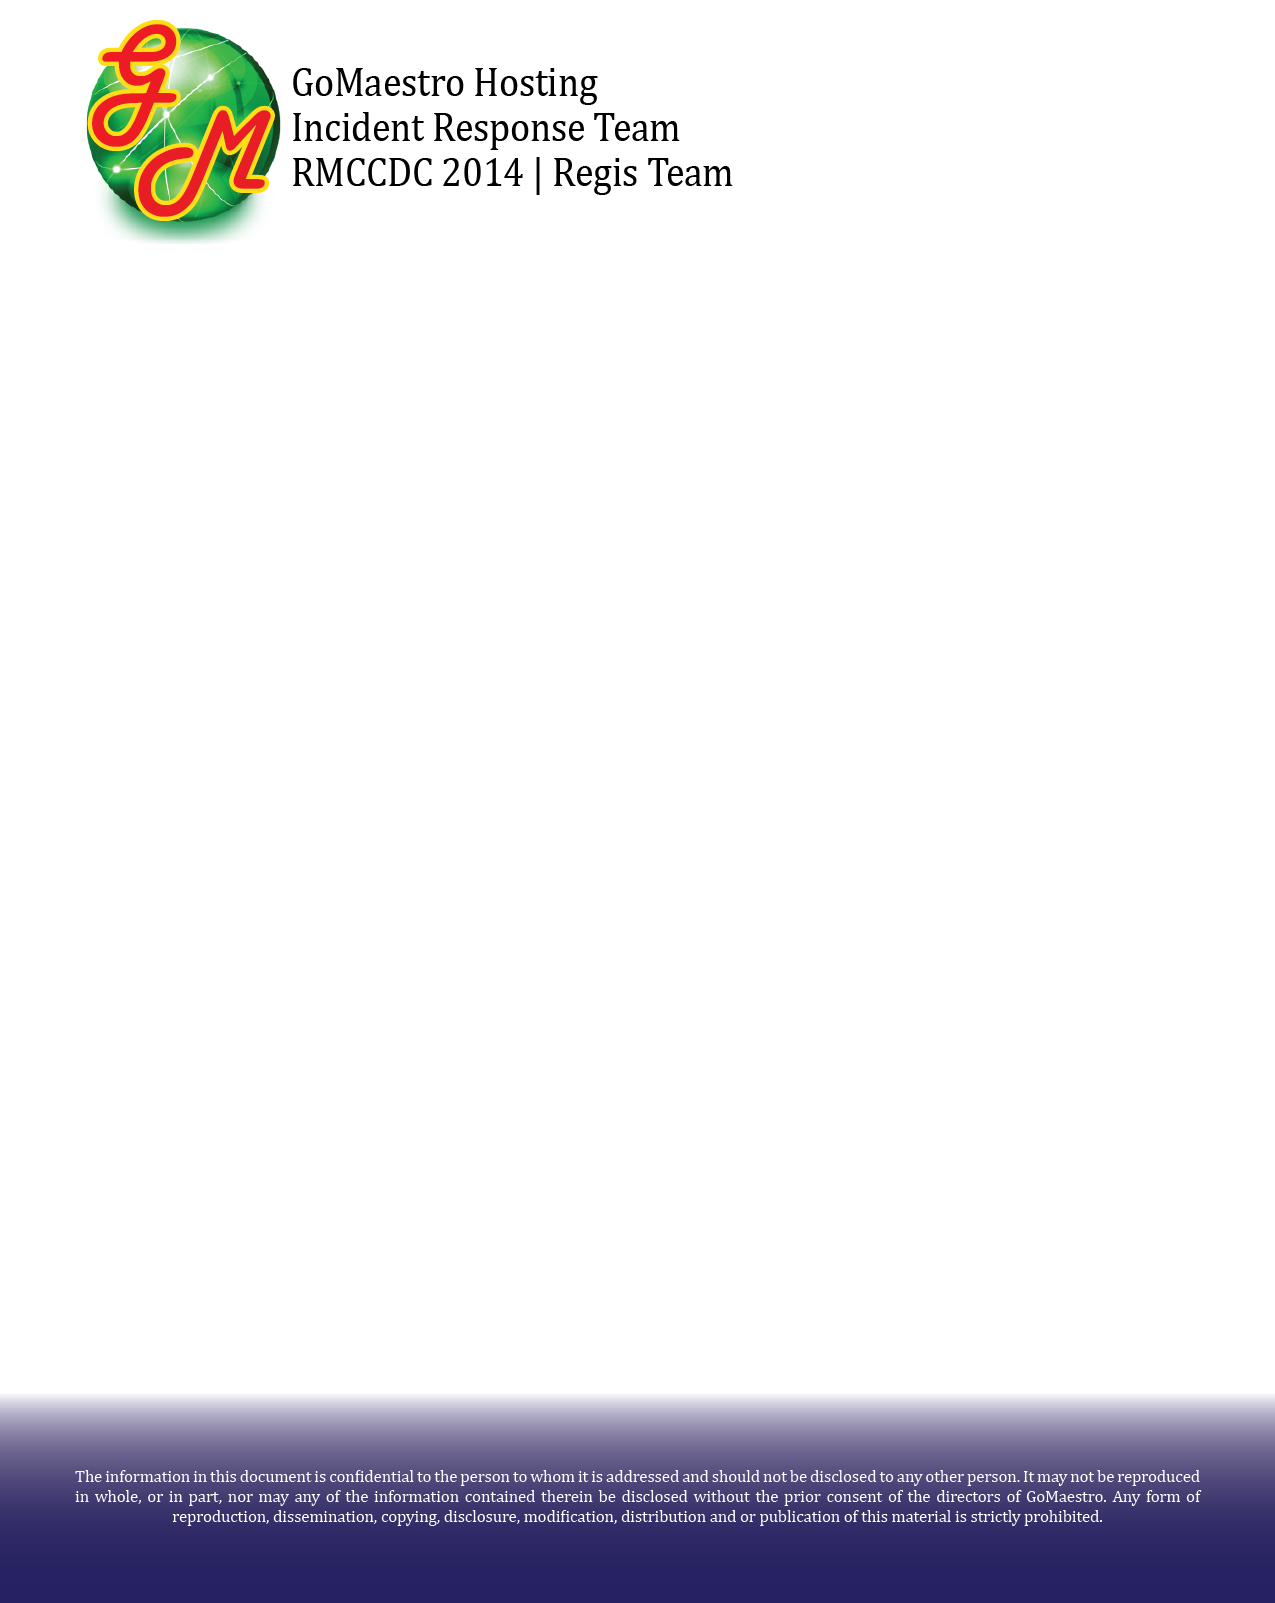 GM
GoMaestro Hosting
Incident Response Team
RMCCDC 2014 | Regis Team
The information in this document is confidential to the person to whom it is addressed and should not be disclosed to any other person. It may not be reproduced
in whole, or in part, nor may any of the information contained therein be disclosed without the prior consent of the directors of GoMaestro. Any form of
reproduction, dissemination, copying, disclosure, modification, distribution and or publication of this material is strictly prohibited.